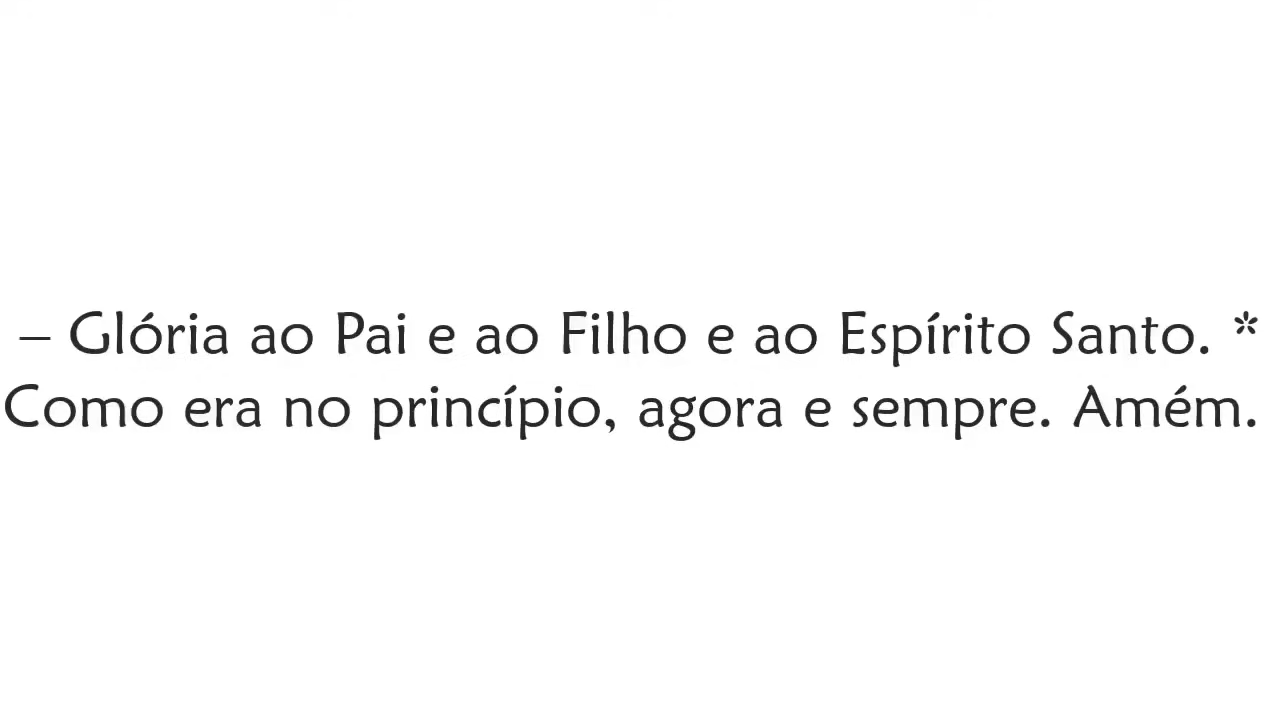 – Glória ao Pai e ao Filho e ao Espírito Santo. *
Como era no princípio, agora e sempre. Amém.